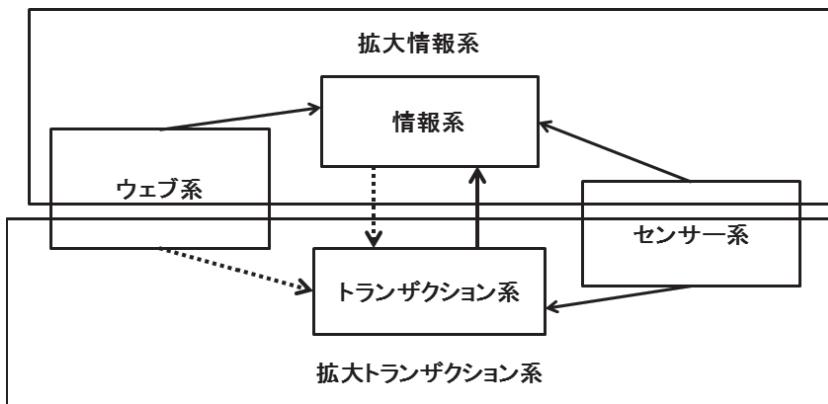 拡大情報系
情報系
ウェブ系
センサー系
トランザクション系
拡大トランザクション系